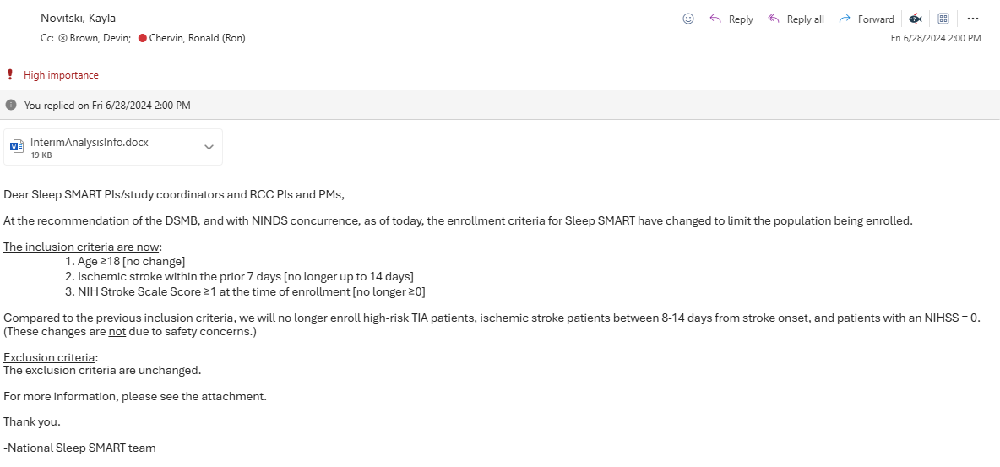 Novitski, Kayla
Reply
Reply all
Forward
Cc: Brown, Devin; Chervin, Ronald (Ron)
Fri 6/28/2024 2:00 PM
High importance
You replied on Fri 6/28/2024 2:00 PM
InterimAnalysisInfo.docx
19 KB
Dear Sleep SMART PIs/study coordinators and RCC PIs and PMs,
At the recommendation of the DSMB, and with NINDS concurrence, as of today, the enrollment criteria for Sleep SMART have changed to limit the population being enrolled.
The inclusion criteria are now:
1. Age ≥18 [no change]
2. Ischemic stroke within the prior 7 days [no longer up to 14 days]
3. NIH Stroke Scale Score ≥1 at the time of enrollment [no longer ≥0]
Compared to the previous inclusion criteria, we will no longer enroll high-risk TIA patients, ischemic stroke patients between 8-14 days from stroke onset, and patients with an NIHSS = 0.
(These changes are not due to safety concerns.)
Exclusion criteria:
The exclusion criteria are unchanged.
For more information, please see the attachment.
Thank you.
-National Sleep SMART team